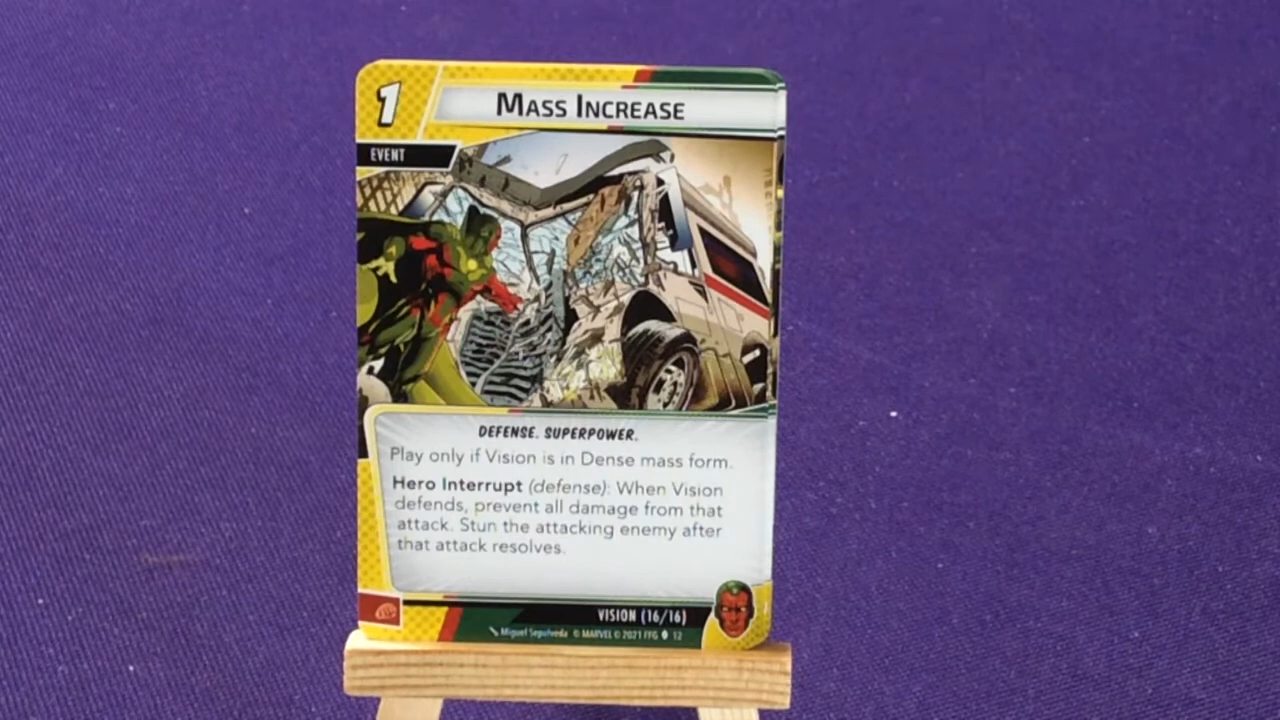 1
MASS INCREASE
EVENT
DEFENSE. SUPERPOWER.
Play only if Vision is in Dense mass form.
Hero Interrupt (defense): When Vision
defends, prevent all damage from that
attack. Stun the attacking enemy after
that attack resolves.
VISION (16/16)
Miguel Sepulveda © MARVEL © 2021 FFG 12